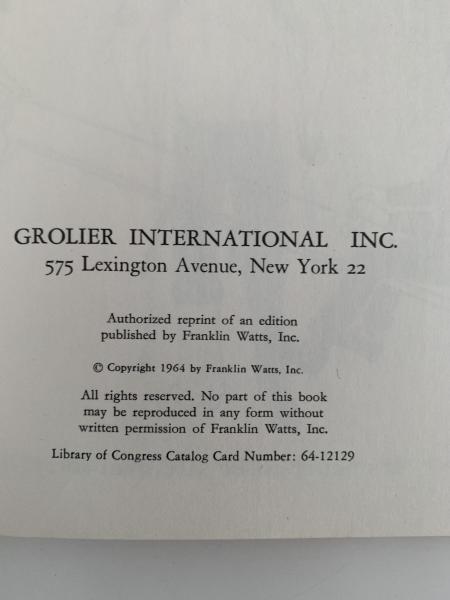 GROLIER INTERNATIONAL INC.
575 Lexington Avenue, New York 22
Authorized reprint of an edition
published by Franklin Watts, Inc.
© Copyright 1964 by Franklin Watts, Inc.
All rights reserved. No part of this book
may be reproduced in any form without
written permission of Franklin Watts, Inc.
Library of Congress Catalog Card Number: 64-12129